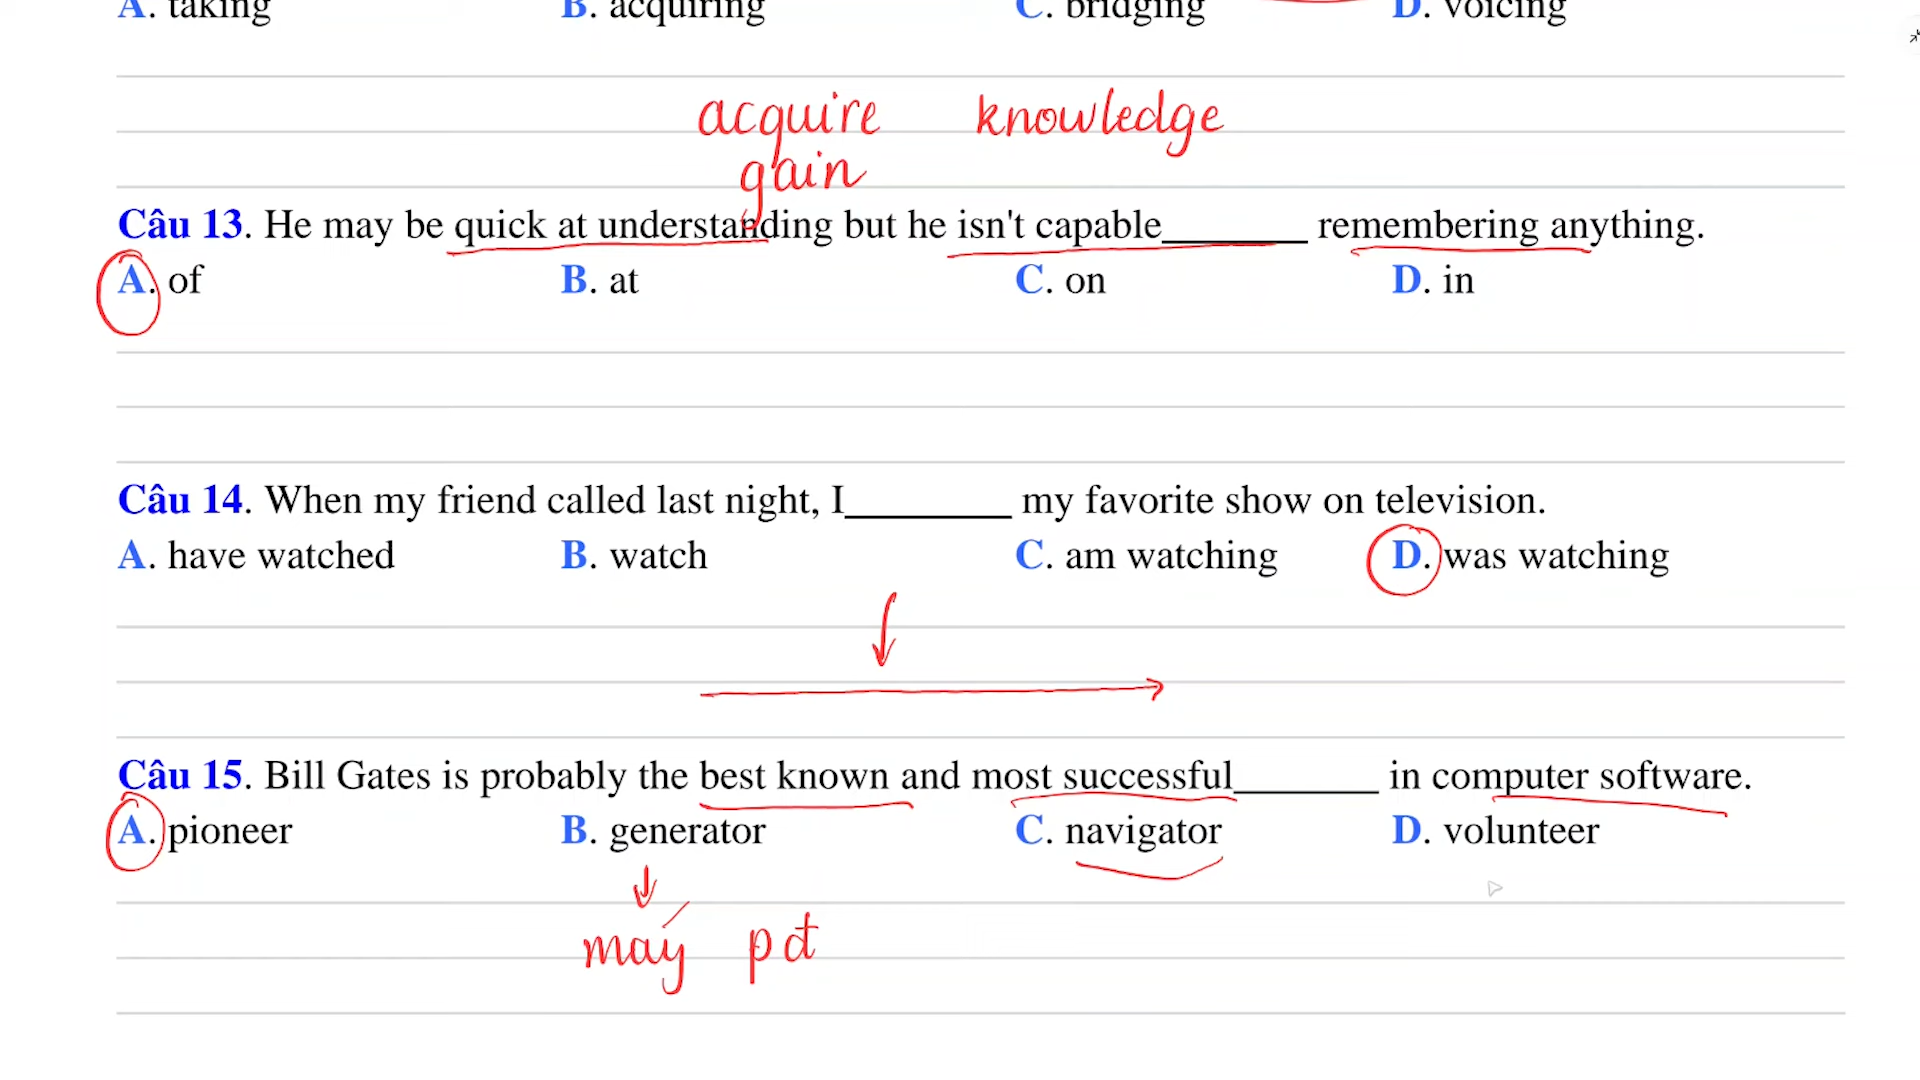 A. taking B. acquiring C. bridging D. voicing
acquire knowledge
gain
Câu 13. He may be quick at understanding but he isn't capable_______ remembering anything.
A. of B. at C. on D. in
Câu 14. When my friend called last night, I________ my favorite show on television.
A. have watched B. watch C. am watching D. was watching
Câu 15. Bill Gates is probably the best known and most successful_______ in computer software.
A. pioneer B. generator C. navigator D. volunteer
máy pđ